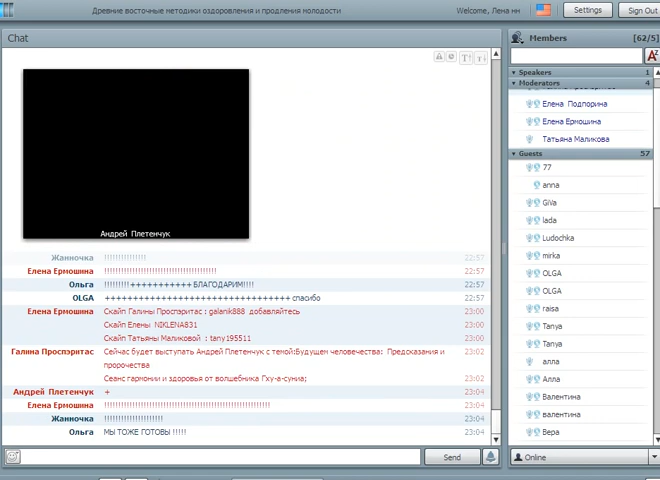 Древние восточные методики оздоровления и продления молодости
Welcome, Лена нн
Settings
Sign Out
Chat
Андрей Плетенчук
Жанночка !!!!!!!!!!!!!!!! 22:57
Елена Ермошина !!!!!!!!!!!!!!!!!!!!!!!!!!!!!!!!!!!!!!!! 22:57
Ольга !!!!!!!!!+++++++++++БЛАГОДАРИМ!!!! 22:57
OLGA ++++++++++++++++++++++++++++++++ спасибо 22:57
Елена Ермошина Скайп Галины Проспэритас : galanik888 добавляйтесь 23:00
Скайп Елены NIKLENA831 23:00
Скайп Татьяны Маликовой : tany195511 23:00
Галина Проспэритас Сейчас будет выступать Андрей Плетенчук с темой:Будущем человечества: Предсказания и 23:02
пророчества
Сеанс гармонии и здоровья от волшебника Гху-а-суниа; 23:02
Андрей Плетенчук + 23:04
Елена Ермошина !!!!!!!!!!!!!!!!!!!!!!!!!!!!!!!!!!!!!!!!!!!!!!!!!!!!!!!!!!! 23:04
Жанночка !!!!!!!!!!!!!!!!!!!!! 23:04
Ольга МЫ ТОЖЕ ГОТОВЫ !!!!! 23:04
Send
Members [62/5]
Speakers 1
Moderators 4
Елена Подпорина
Елена Ермошина
Татьяна Маликова
Guests 57
77
anna
GiVa
lada
Ludochka
mirka
OLGA
OLGA
raisa
Tanya
Tanya
алла
Алла
Валентина
валентина
Вера
Online